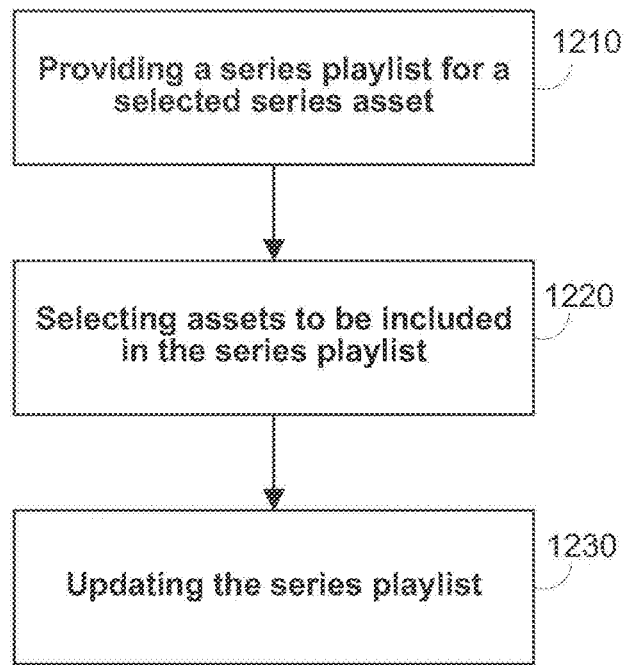 1210
Providing a series playlist for a
selected series asset
1220
Selecting assets to be included
in the series playlist
1230
Updating the series playlist